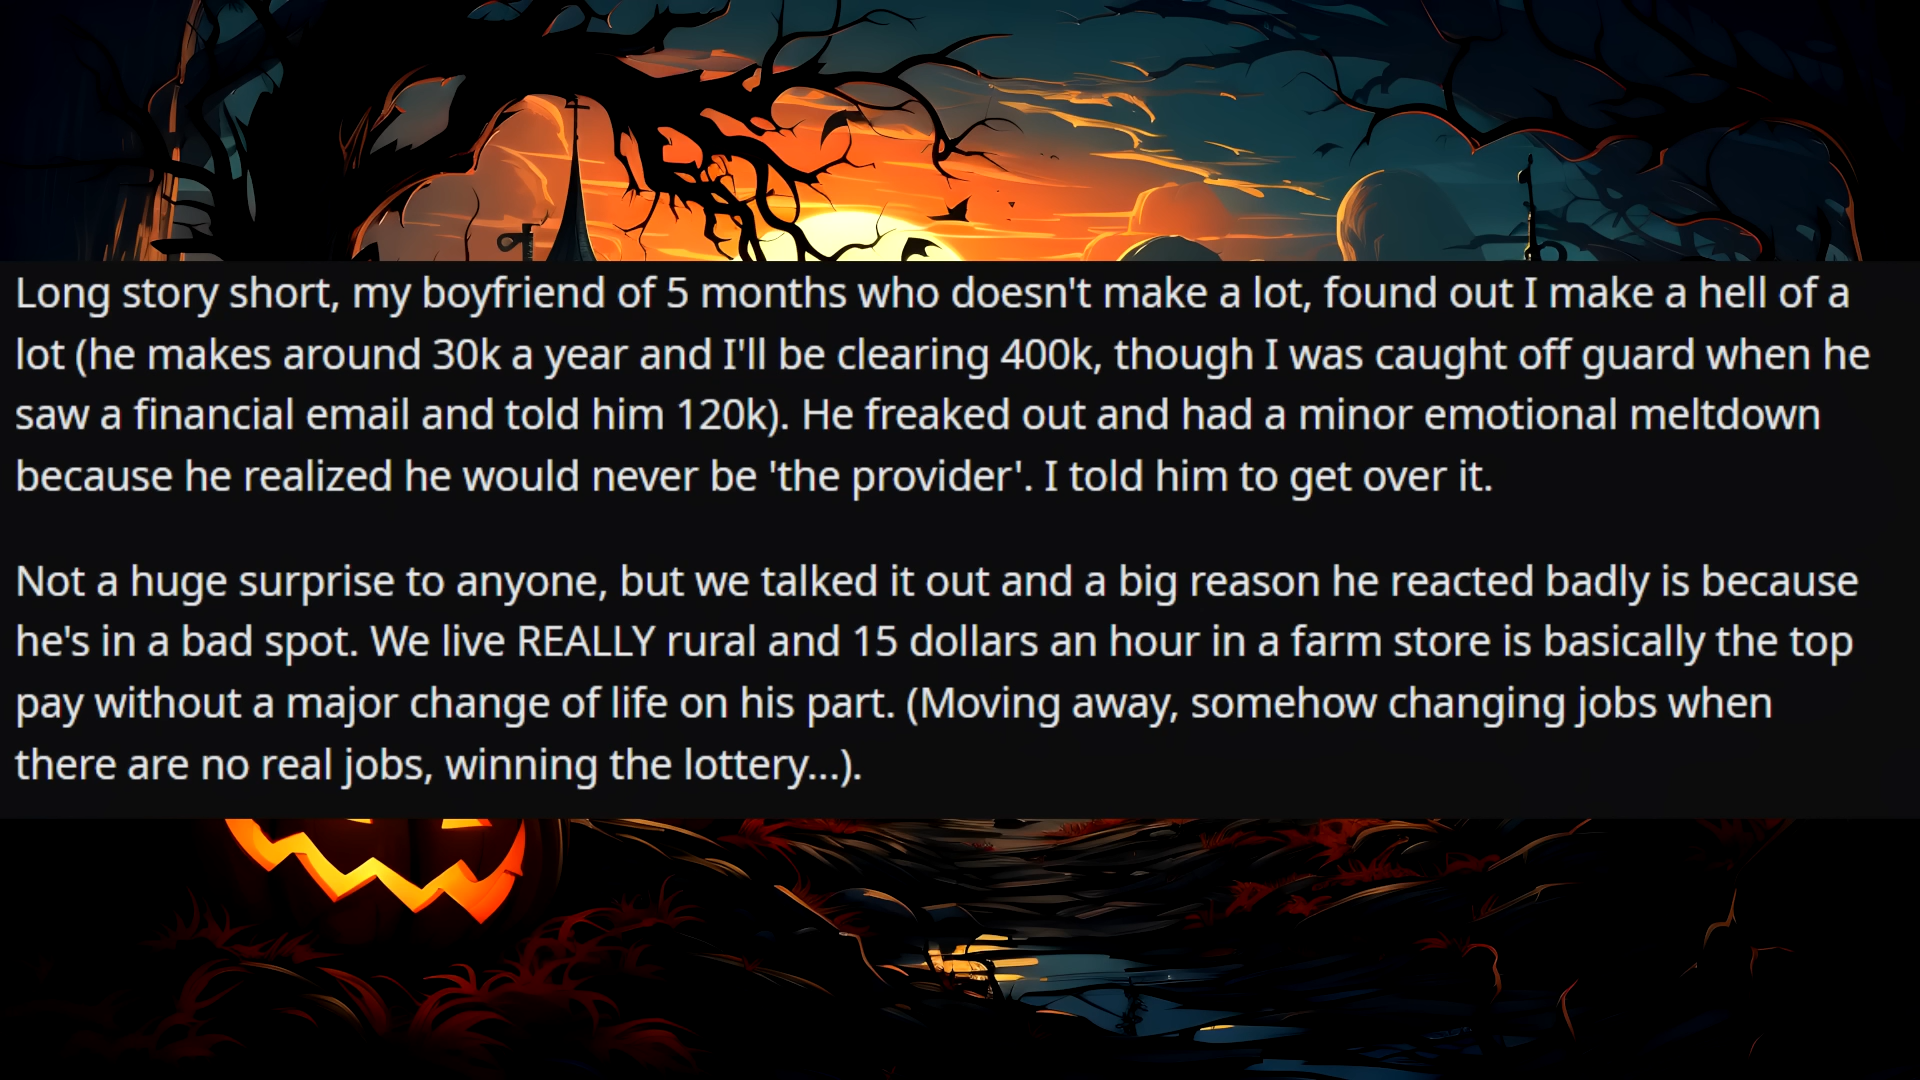 Long story short, my boyfriend of 5 months who doesn't make a lot, found out I make a hell of a
lot (he makes around 30k a year and I'll be clearing 400k, though I was caught off guard when he
saw a financial email and told him 120k). He freaked out and had a minor emotional meltdown
because he realized he would never be 'the provider'. I told him to get over it.
Not a huge surprise to anyone, but we talked it out and a big reason he reacted badly is because
he's in a bad spot. We live REALLY rural and 15 dollars an hour in a farm store is basically the top
pay without a major change of life on his part. (Moving away, somehow changing jobs when
there are no real jobs, winning the lottery...).